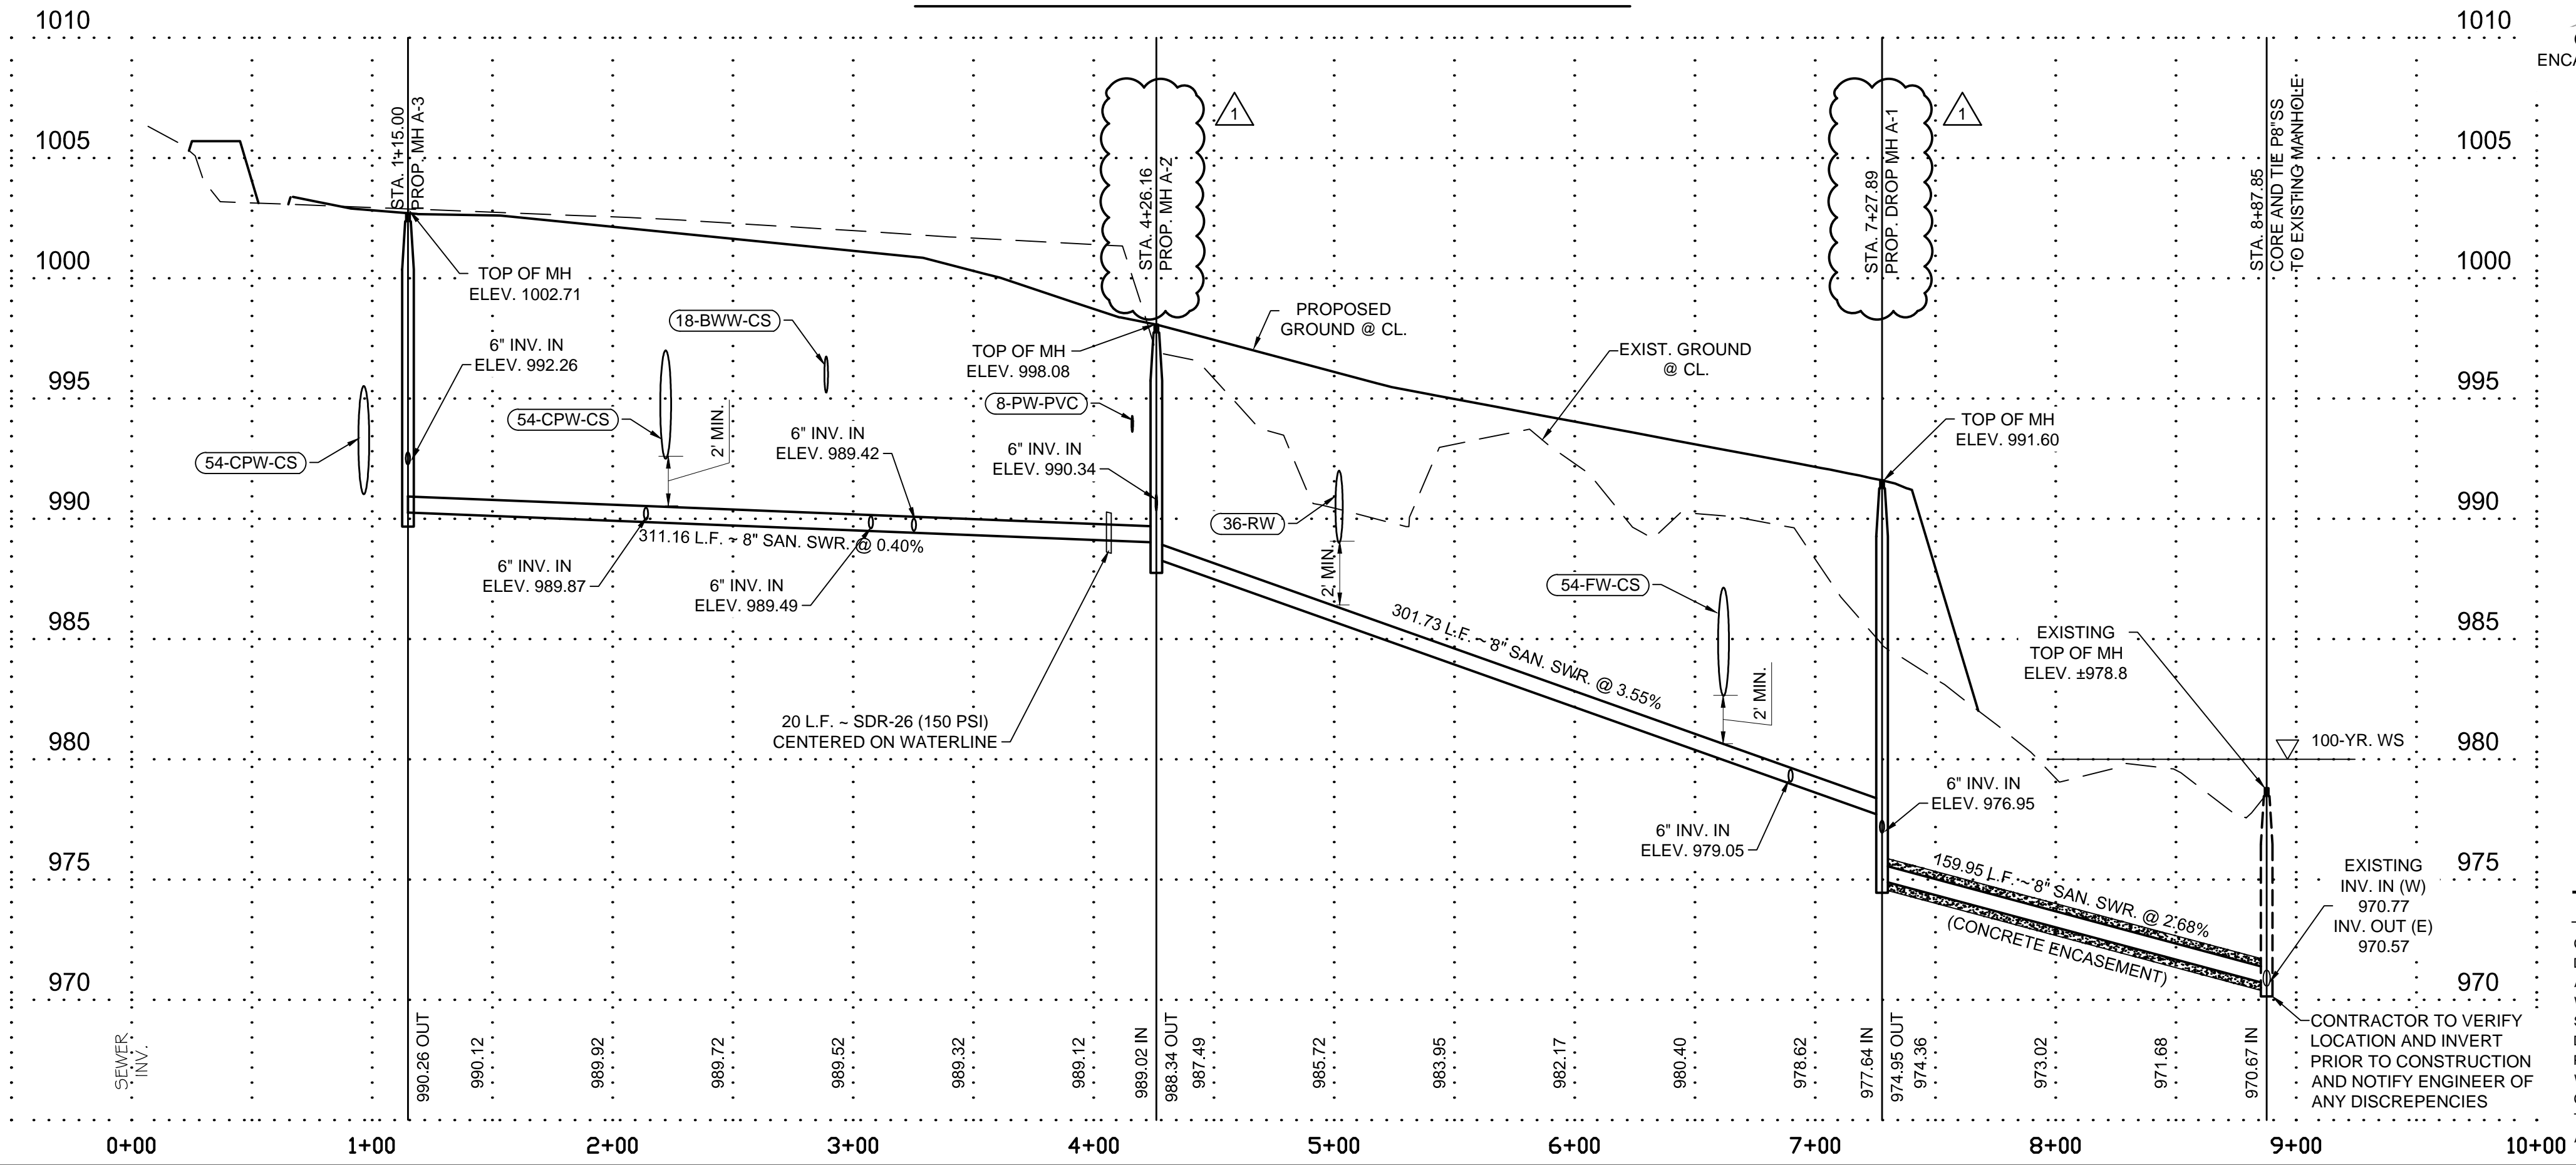 1010
1005
1000
995
990
985
980
975
970
1010
1005
1000
995
990
985
980
975
970
STA. 1+15.00
PROP. MH A-3
TOP OF MH
ELEV. 1002.71
6" INV. IN
ELEV. 992.26
54-CPW-CS
54-CPW-CS
2' MIN.
18-BWW-CS
6" INV. IN
ELEV. 989.42
311.16 L.F. ~ 8" SAN. SWR. @ 0.40%
6" INV. IN
ELEV. 989.87
6" INV. IN
ELEV. 989.49
20 L.F. ~ SDR-26 (150 PSI)
CENTERED ON WATERLINE
STA. 4+26.16
PROP. MH A-2
1
TOP OF MH
ELEV. 998.08
8-PW-PVC
6" INV. IN
ELEV. 990.34
PROPOSED
GROUND @ CL.
EXIST. GROUND
@ CL.
36-RW
2' MIN.
301.73 L.F. ~ 8" SAN. SWR. @ 3.55%
54-FW-CS
2' MIN.
6" INV. IN
ELEV. 979.05
STA. 7+27.89
PROP. DROP MH A-1
1
TOP OF MH
ELEV. 991.60
6" INV. IN
ELEV. 976.95
159.95 L.F. ~ 8" SAN. SWR. @ 2.68%
(CONCRETE ENCASEMENT)
STA. 8+87.85
CORE AND TIE P8"SS
TO EXISTING MANHOLE
EXISTING
TOP OF MH
ELEV. ±978.8
100-YR. WS
EXISTING
INV. IN (W)
970.77
INV. OUT (E)
970.57
CONTRACTOR TO VERIFY
LOCATION AND INVERT
PRIOR TO CONSTRUCTION
AND NOTIFY ENGINEER OF
ANY DISCREPENCIES
ENCA
SEWER
INV.
990.26 OUT
990.12
989.92
989.72
989.52
989.32
989.12
989.02 IN
988.34 OUT
987.49
985.72
983.95
982.17
980.40
978.62
977.64 IN
974.95 OUT
974.36
973.02
971.68
970.67 IN
0+00
1+00
2+00
3+00
4+00
5+00
6+00
7+00
8+00
9+00
10+00